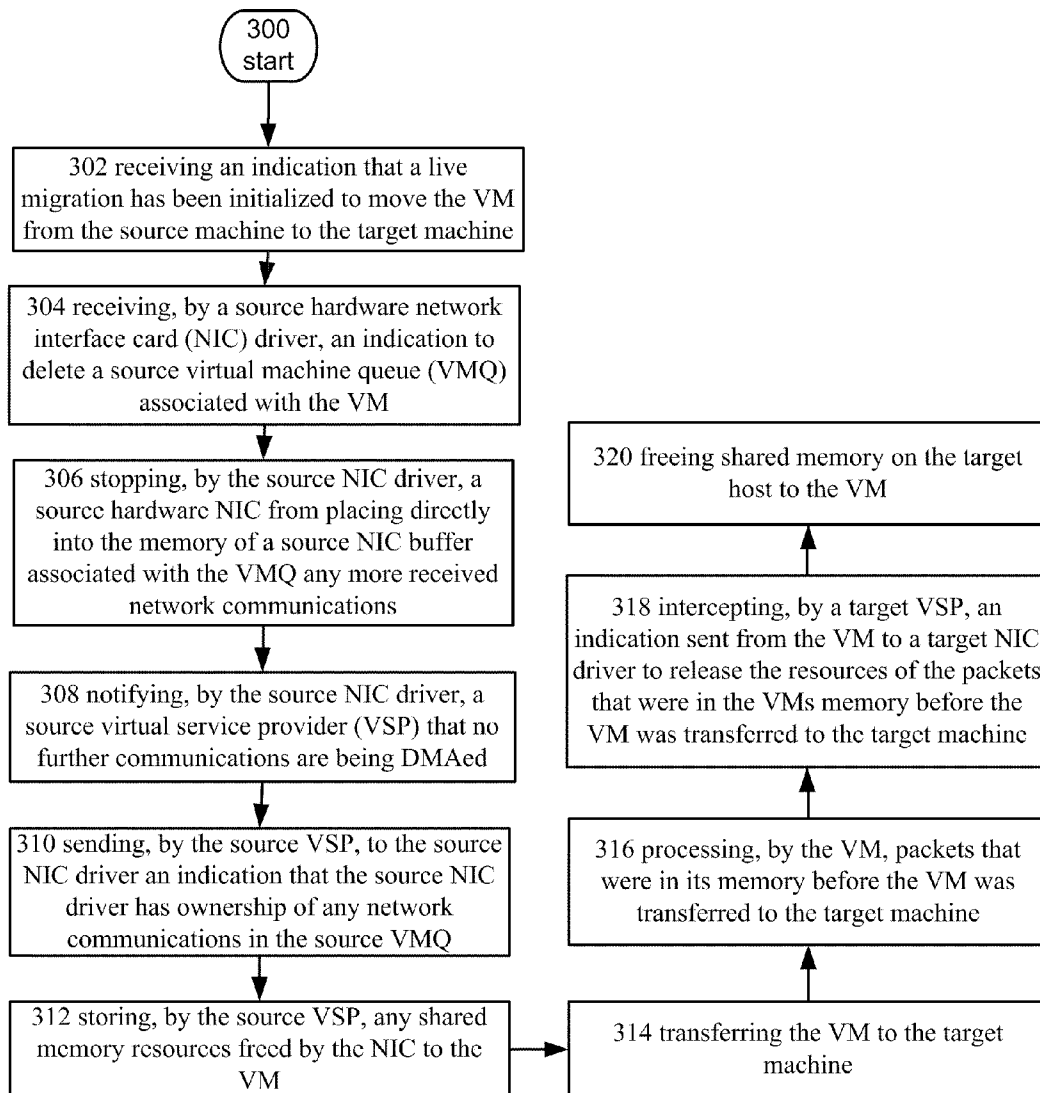 300
start
302 receiving an indication that a live
migration has been initialized to move the VM
from the source machine to the target machine
304 receiving, by a source hardware network
interface card (NIC) driver, an indication to
delete a source virtual machine queue (VMQ)
associated with the VM
306 stopping, by the source NIC driver, a
source hardware NIC from placing directly
into the memory of a source NIC buffer
associated with the VMQ any more received
network communications
308 notifying, by the source NIC driver, a
source virtual service provider (VSP) that no
further communications are being DMAed
310 sending, by the source VSP, to the source
NIC driver an indication that the source NIC
driver has ownership of any network
communications in the source VMQ
312 storing, by the source VSP, any shared
memory resources freed by the NIC to the
VM
314 transferring the VM to the target
machine
316 processing, by the VM, packets that
were in its memory before the VM was
transferred to the target machine
318 intercepting, by a target VSP, an
indication sent from the VM to a target NIC
driver to release the resources of the packets
that were in the VMs memory before the
VM was transferred to the target machine
320 freeing shared memory on the target
host to the VM